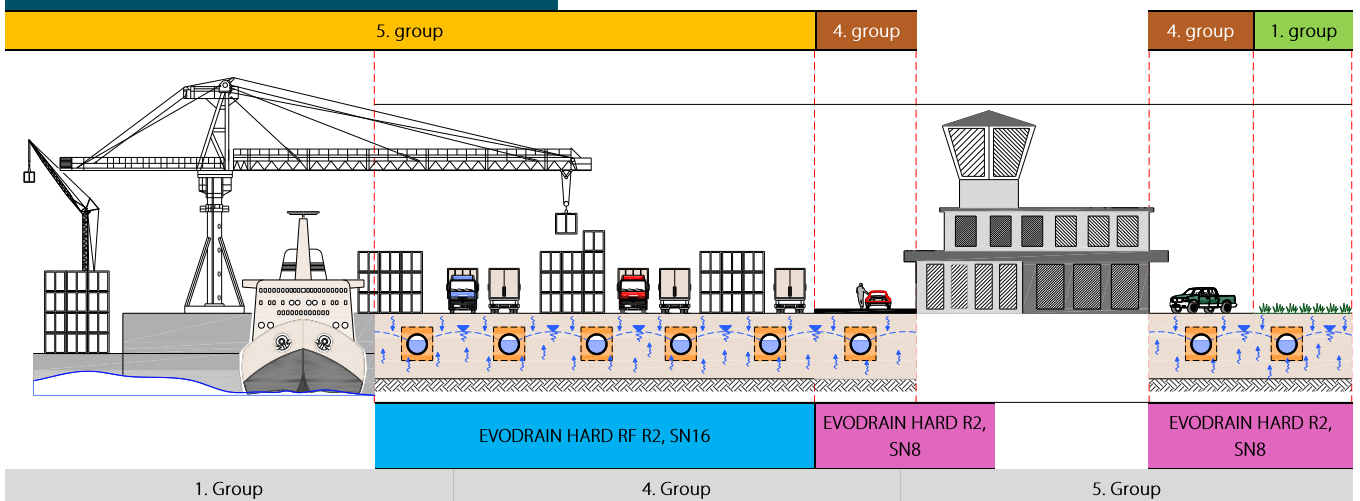 5. group
4. group
4. group
1. group
EVODRAIN HARD RF R2, SN16
EVODRAIN HARD R2,
SN8
EVODRAIN HARD R2,
SN8
1. Group
4. Group
5. Group